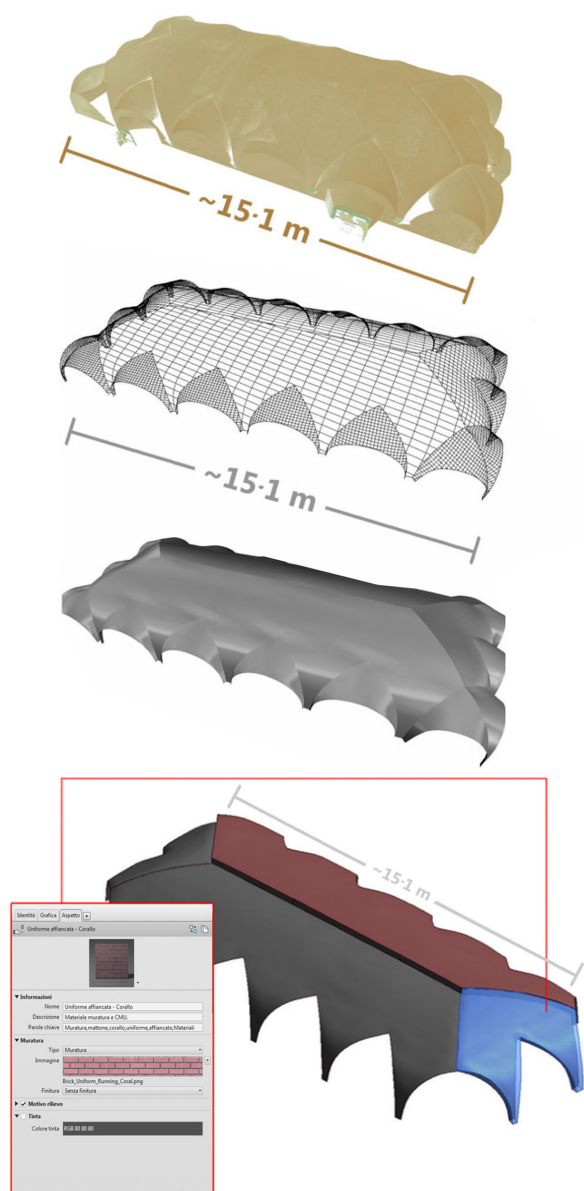 ~15·1 m
~15·1 m
~15·1 m
Identità Grafica Aspetto +
0 Uniforme affiancata - Corallo
Informazioni
Nome Uniforme affiancata - Corallo
Descrizione Materiale muratura e CMU.
Parole chiave Muratura,mattone,corallo,uniforme,affiancato,Materiali
Muratura
Tipo Muratura
Immagine
Brick_Uniform_Running_Coral.png
Finitura Senza finitura
Motivo rilievo
Tinta
Colore tinta RGB 80 80 80